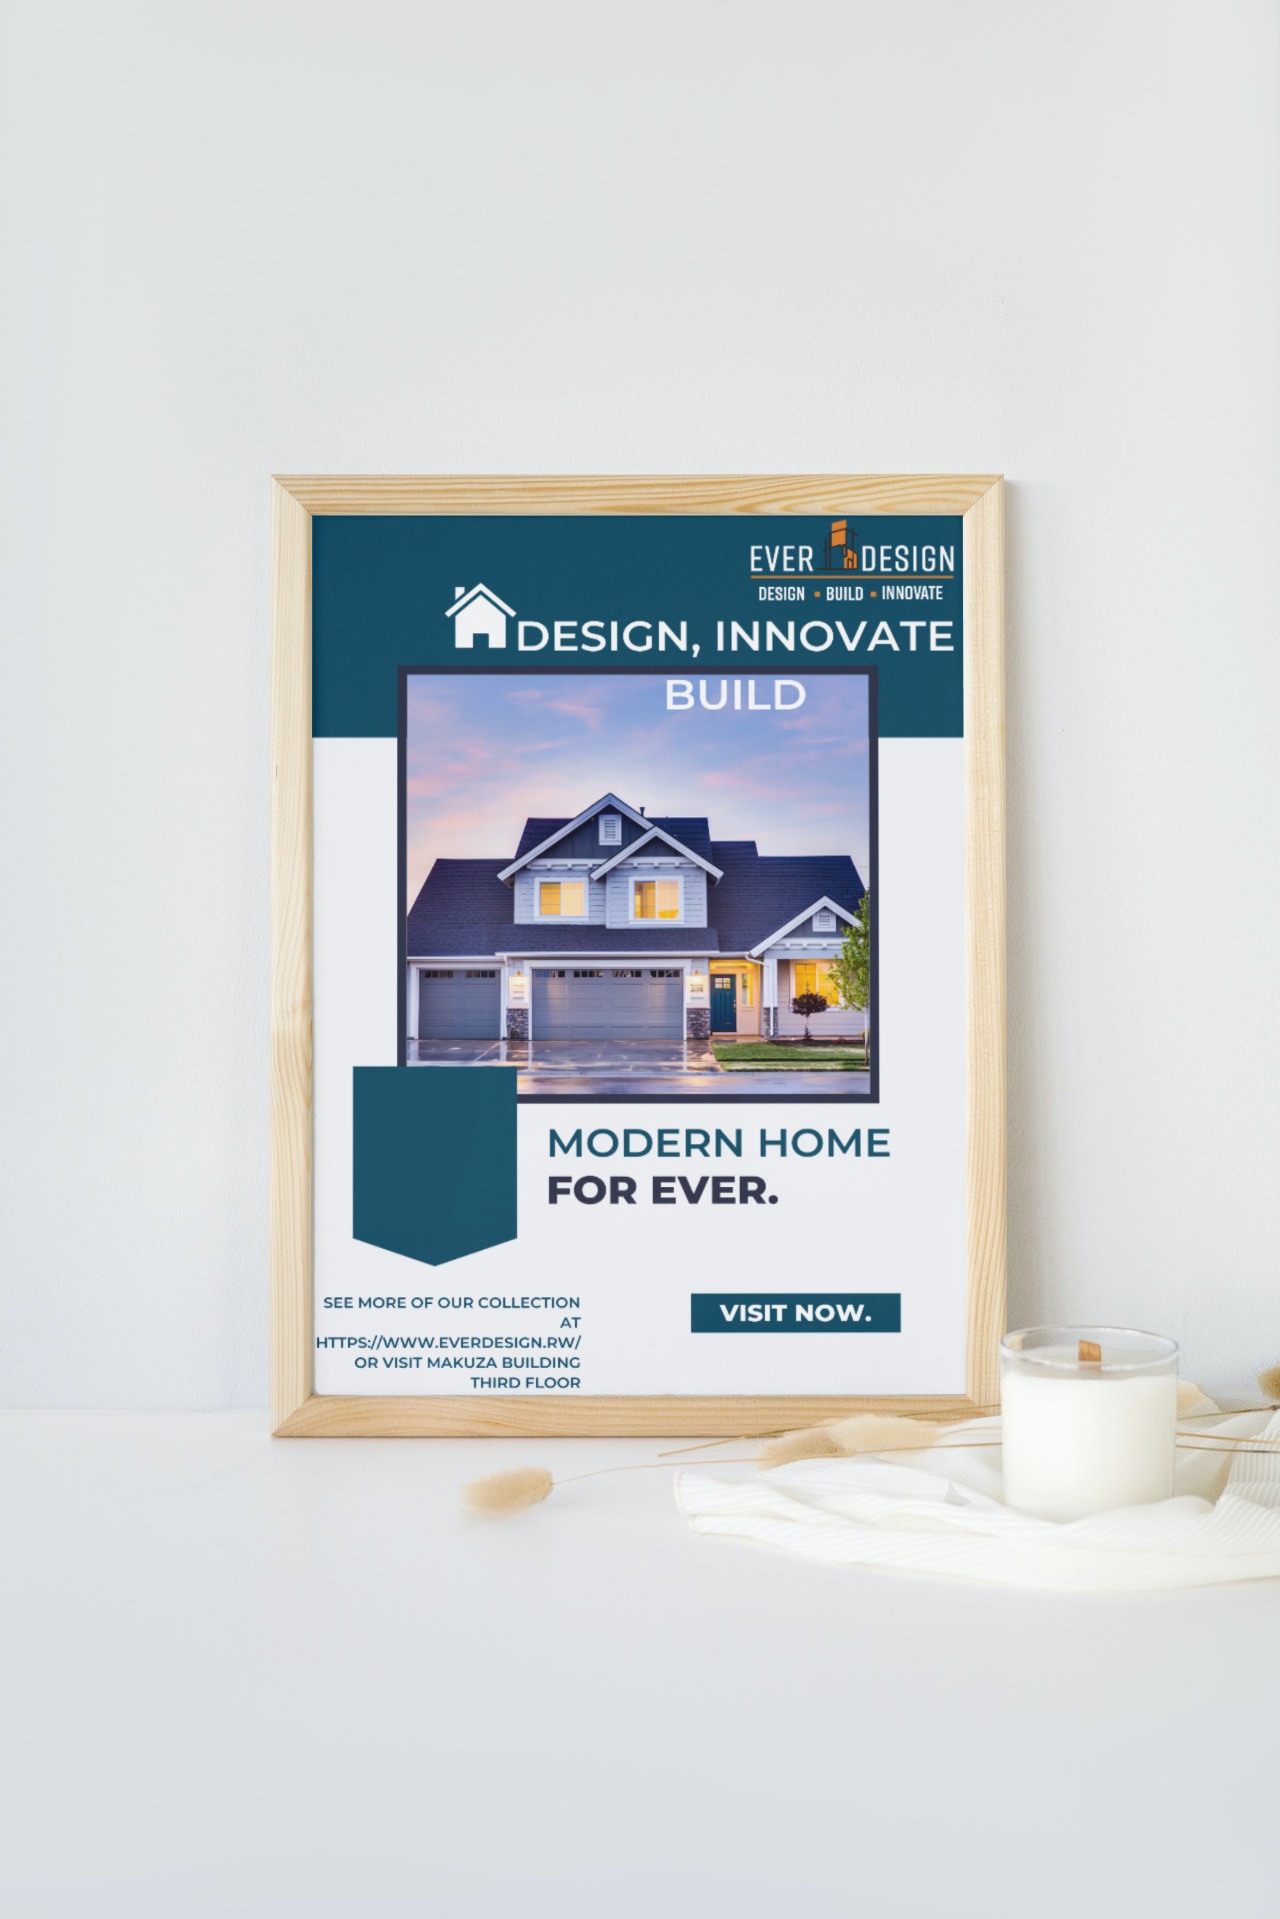 EVER DESIGN
DESIGN ▪ BUILD ▪ INNOVATE
DESIGN, INNOVATE
BUILD
MODERN HOME
FOR EVER.
SEE MORE OF OUR COLLECTION
AT
HTTPS://WWW.EVERDESIGN.RW/
OR VISIT MAKUZA BUILDING
THIRD FLOOR
VISIT NOW.